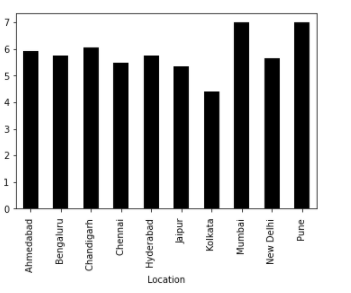 7
6
5
4
3
2
1
0
Ahmedabad
Bengaluru
Chandigarh
Chennai
Hyderabad
Jaipur
Kolkata
Mumbai
New Delhi
Pune
Location